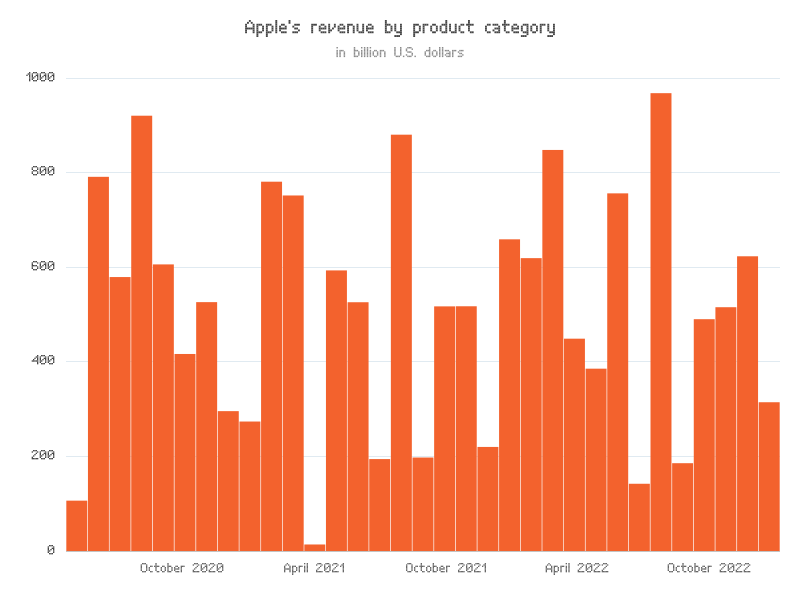 Apple's revenue by product category
in billion U.S. dollars
1000
800
600
400
200
0
October 2020 April 2021 October 2021 April 2022 October 2022